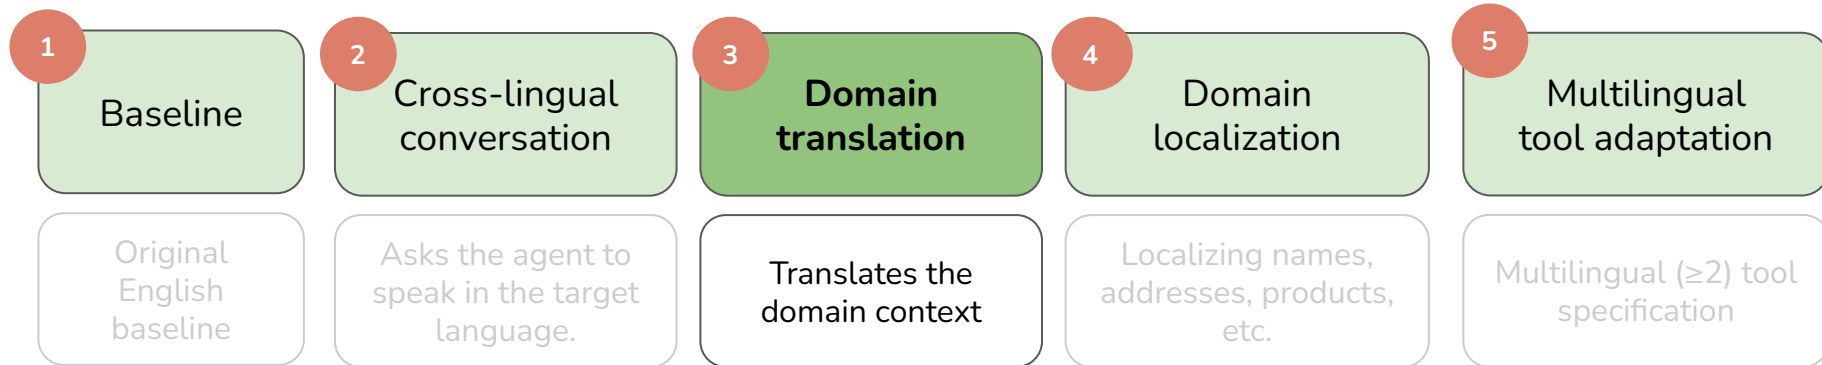 1
Baseline
Original
English
baseline
2
Cross-lingual
conversation
Asks the agent to
speak in the target
language.
3
Domain
translation
Translates the
domain context
4
Domain
localization
Localizing names,
addresses, products,
etc.
5
Multilingual
tool adaptation
Multilingual (≥2) tool
specification